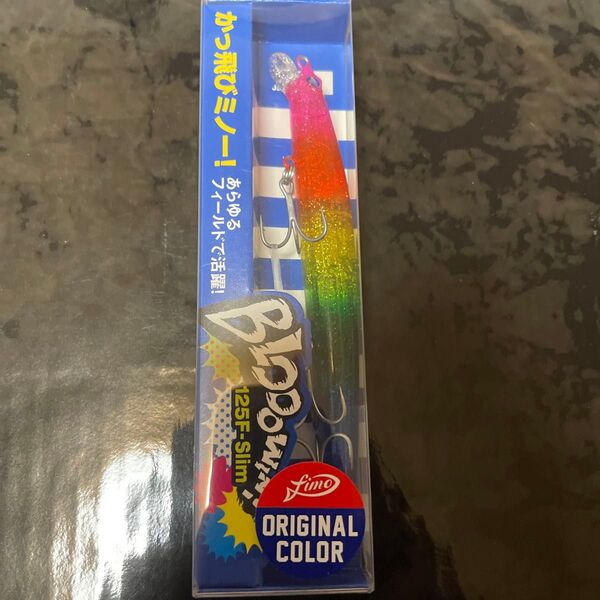 かっ飛びミノー!
あらゆる
フィールドで活躍!
BLOOOWIN!
125F-Slim
Fimo
ORIGINAL
COLOR